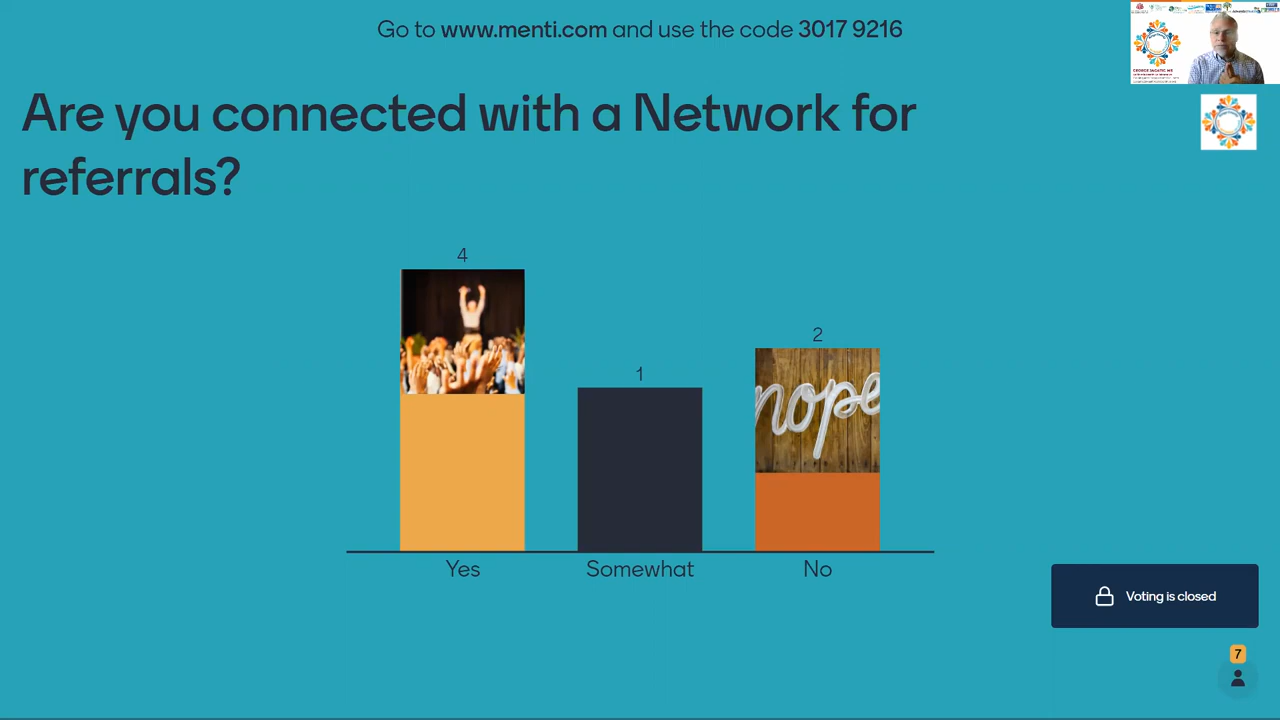 Go to www.menti.com and use the code 3017 9216
Are you connected with a Network for
referrals?
4
1
2
nope
Yes
Somewhat
No
Voting is closed
7